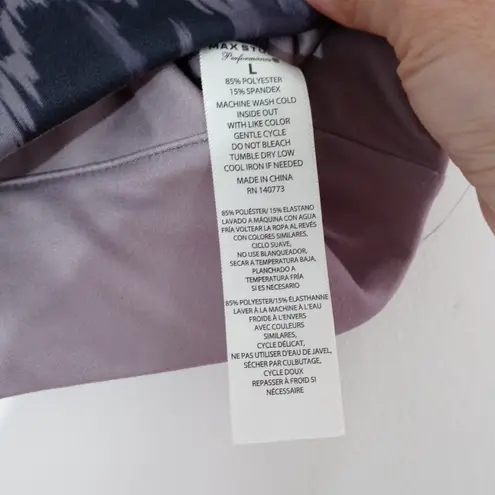 MAX STUDIO
Performance®
L
85% POLYESTER
15% SPANDEX
MACHINE WASH COLD
INSIDE OUT
WITH LIKE COLOR
GENTLE CYCLE
DO NOT BLEACH
TUMBLE DRY LOW
COOL IRON IF NEEDED
MADE IN CHINA
RN 140773
85% POLIÉSTER/ 15% ELASTANO
LAVADO A MÁQUINA CON AGUA
FRÍA VOLTEAR LA ROPA AL REVÉS
CON COLORES SIMILARES,
CICLO SUAVE,
NO USE BLANQUEADOR,
SECAR A TEMPERATURA BAJA,
PLANCHADO A
TEMPERATURA FRÍA
SI ES NECESARIO
85% POLYESTER/15% ÉLASTHANNE
LAVER À LA MACHINE À L'EAU
FROIDE À L'ENVERS
AVEC COULEURS
SIMILAIRES,
CYCLE DÉLICAT,
NE PAS UTILISER D'EAU DE JAVEL,
SÉCHER PAR CULBUTAGE,
CYCLE DOUX
REPASSER À FROID SI
NÉCESSAIRE